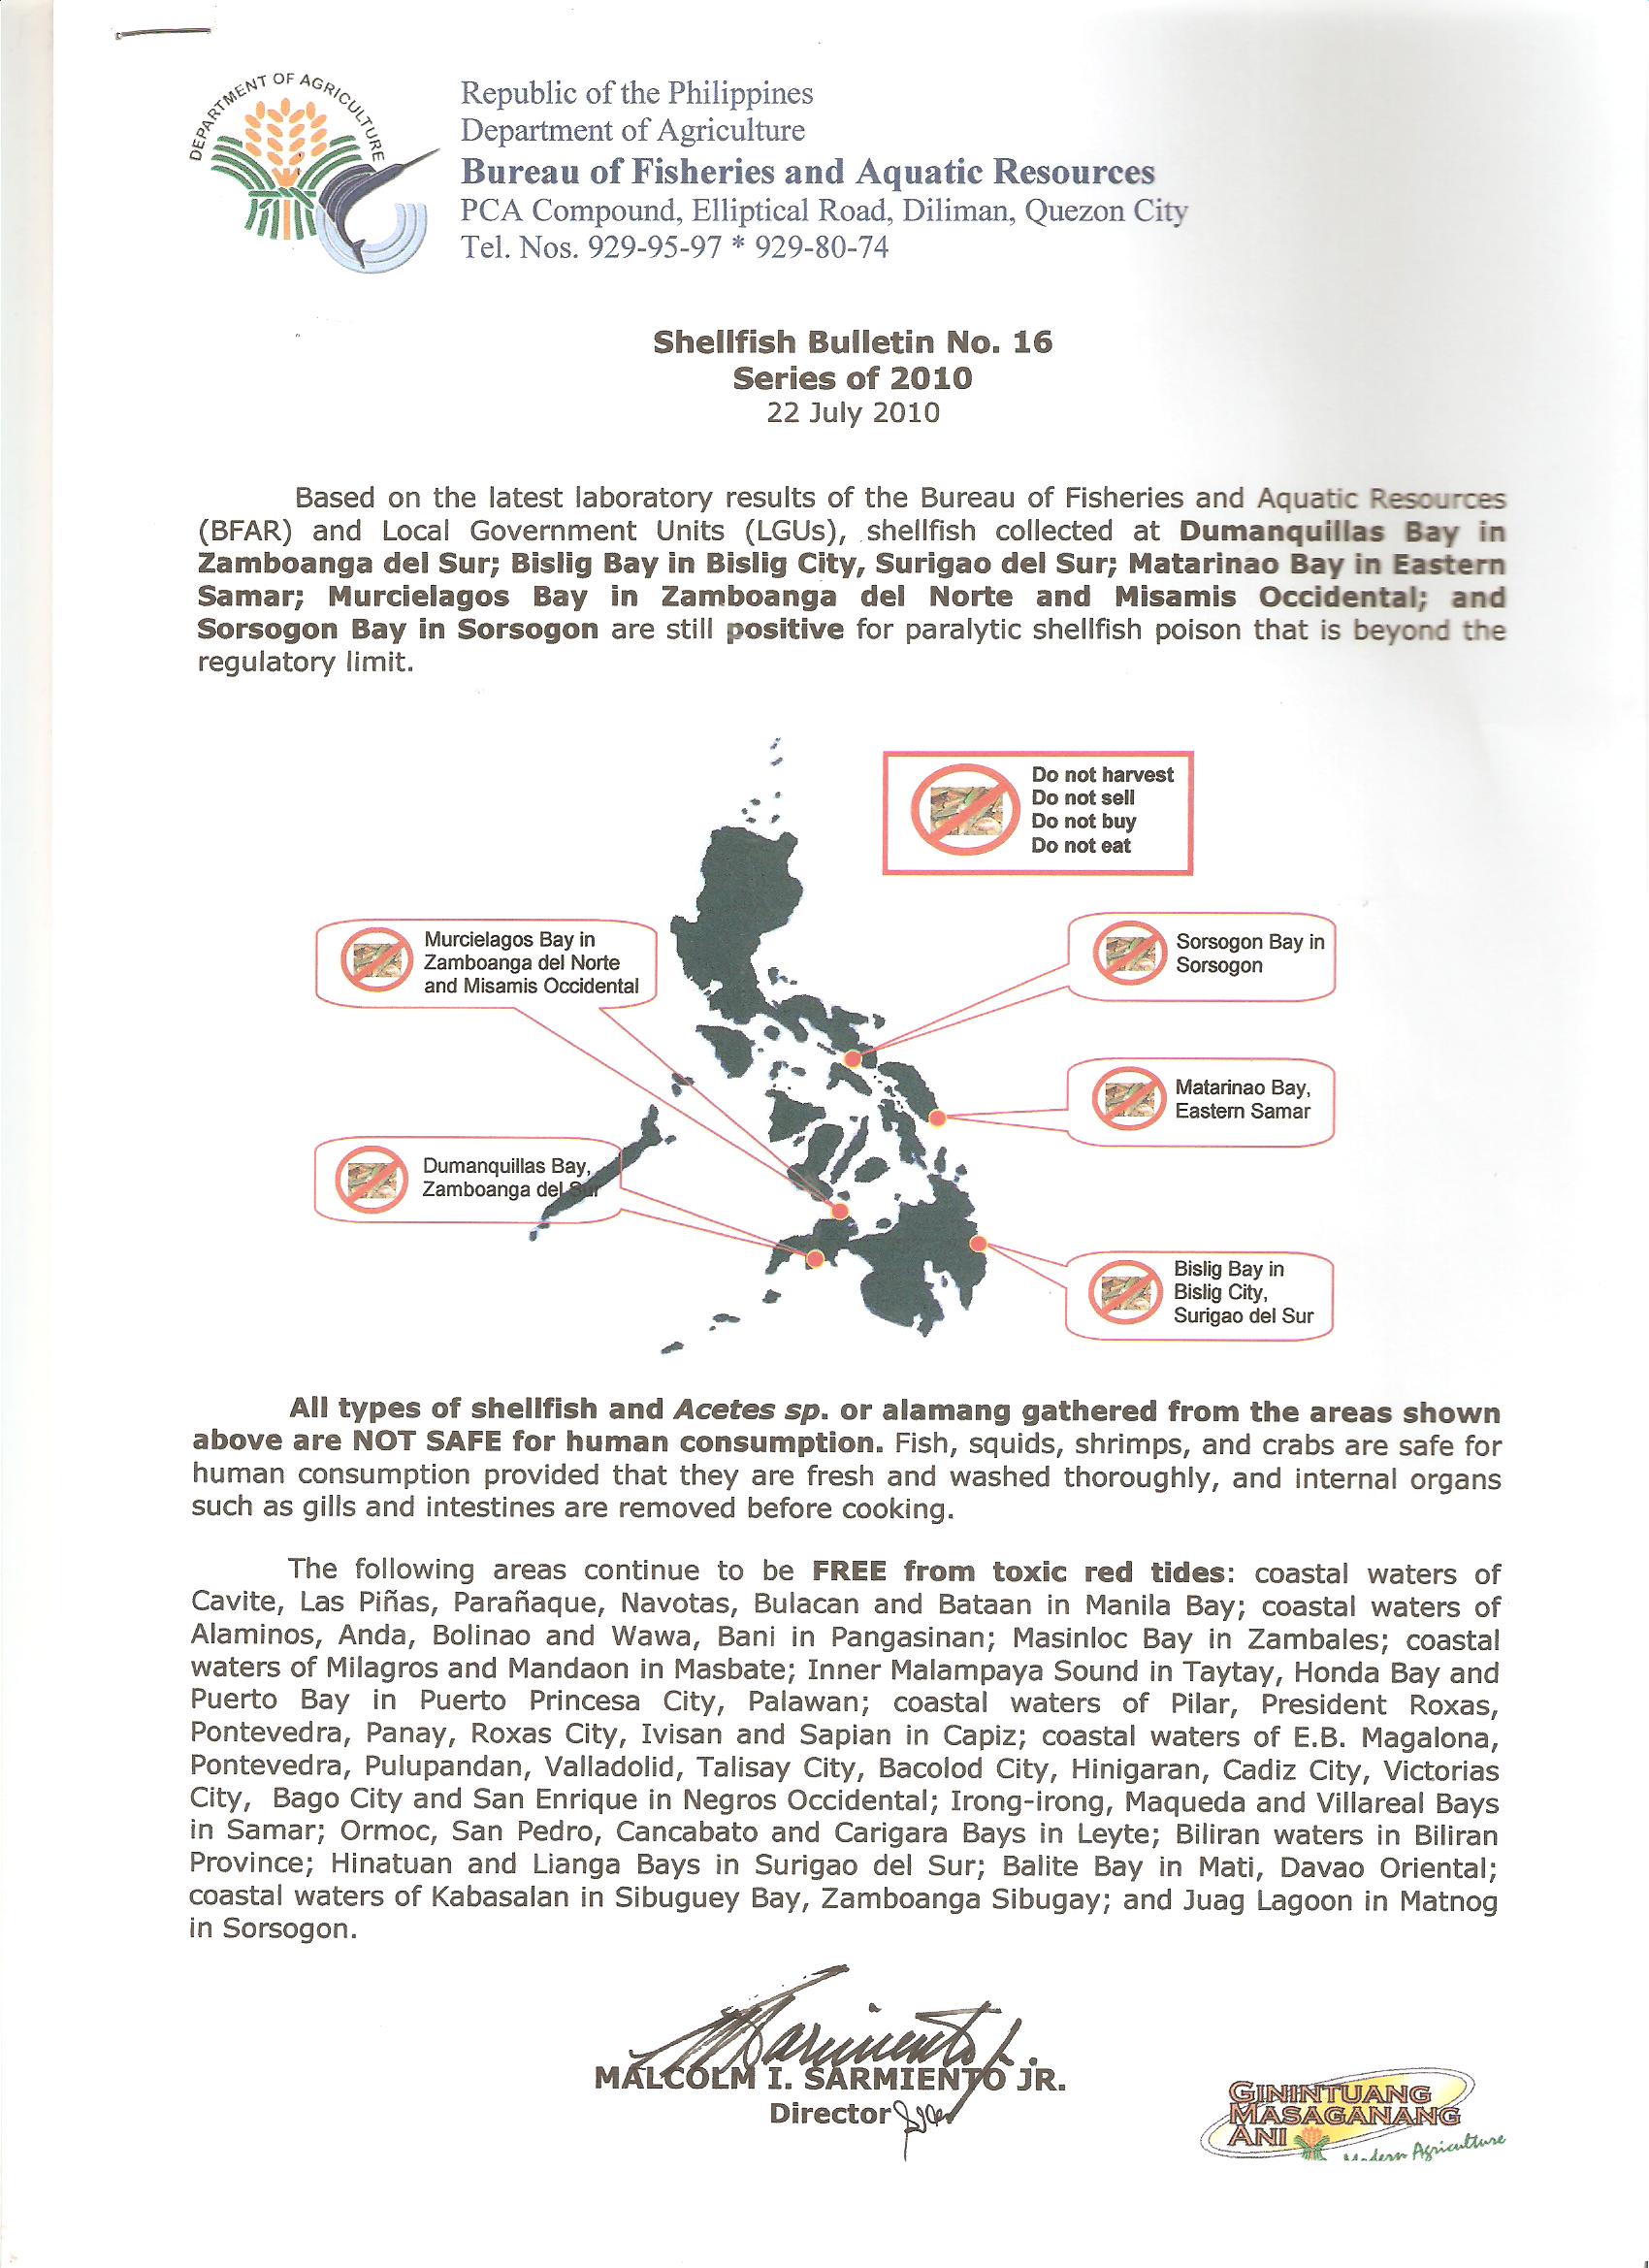 DEPARTMENT OF AGRICULTURE
Republic of the Philippines
Department of Agriculture
Bureau of Fisheries and Aquatic Resources
PCA Compound, Elliptical Road, Diliman, Quezon City
Tel. Nos. 929-95-97 * 929-80-74
Shellfish Bulletin No. 16
Series of 2010
22 July 2010
Based on the latest laboratory results of the Bureau of Fisheries and Aquatic Resources
(BFAR) and Local Government Units (LGUs), shellfish collected at Dumanquillas Bay in
Zamboanga del Sur; Bislig Bay in Bislig City, Surigao del Sur; Matarinao Bay in Eastern
Samar; Murcielagos Bay in Zamboanga del Norte and Misamis Occidental; and
Sorsogon Bay in Sorsogon are still positive for paralytic shellfish poison that is beyond the
regulatory limit.
Do not harvest
Do not sell
Do not buy
Do not eat
Murcielagos Bay in
Zamboanga del Norte
and Misamis Occidental
Sorsogon Bay in
Sorsogon
Matarinao Bay,
Eastern Samar
Dumanquillas Bay,
Zamboanga del Sur
Bislig Bay in
Bislig City,
Surigao del Sur
All types of shellfish and Acetes sp. or alamang gathered from the areas shown
above are NOT SAFE for human consumption. Fish, squids, shrimps, and crabs are safe for
human consumption provided that they are fresh and washed thoroughly, and internal organs
such as gills and intestines are removed before cooking.
The following areas continue to be FREE from toxic red tides: coastal waters of
Cavite, Las Piñas, Parañaque, Navotas, Bulacan and Bataan in Manila Bay; coastal waters of
Alaminos, Anda, Bolinao and Wawa, Bani in Pangasinan; Masinloc Bay in Zambales; coastal
waters of Milagros and Mandaon in Masbate; Inner Malampaya Sound in Taytay, Honda Bay and
Puerto Bay in Puerto Princesa City, Palawan; coastal waters of Pilar, President Roxas,
Pontevedra, Panay, Roxas City, Ivisan and Sapian in Capiz; coastal waters of E.B. Magalona,
Pontevedra, Pulupandan, Valladolid, Talisay City, Bacolod City, Hinigaran, Cadiz City, Victorias
City, Bago City and San Enrique in Negros Occidental; Irong-irong, Maqueda and Villareal Bays
in Samar; Ormoc, San Pedro, Cancabato and Carigara Bays in Leyte; Biliran waters in Biliran
Province; Hinatuan and Lianga Bays in Surigao del Sur; Balite Bay in Mati, Davao Oriental;
coastal waters of Kabasalan in Sibuguey Bay, Zamboanga Sibugay; and Juag Lagoon in Matnog
in Sorsogon.
MSarmiento Jr.
MALCOLM I. SARMIENTO JR.
Director
GININTUANG
MASAGANANG
ANI
Modern Agriculture